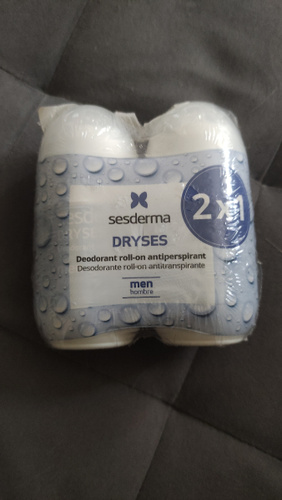 sesderma
2x1
DRYSES
Deodorant roll-on antiperspirant
Desodorante roll-on antitranspirante
men
hombre